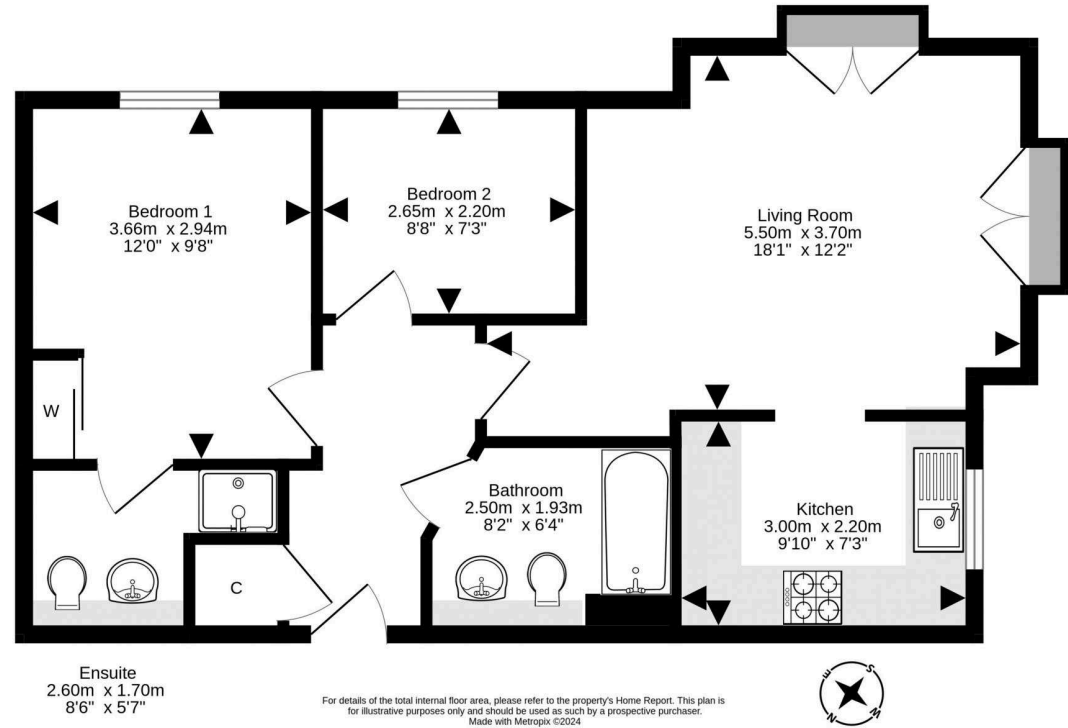 Bedroom 1
3.66m x 2.94m
12'0" x 9'8"
Bedroom 2
2.65m x 2.20m
8'8" x 7'3"
Living Room
5.50m x 3.70m
18'1" x 12'2"
W
Bathroom
2.50m x 1.93m
8'2" x 6'4"
Kitchen
3.00m x 2.20m
9'10" x 7'3"
C
Ensuite
2.60m x 1.70m
8'6" x 5'7"
For details of the total internal floor area, please refer to the property's Home Report. This plan is
for illustrative purposes only and should be used as such by a prospective purchaser.
Made with Metropix ©2024
E
S
N
W